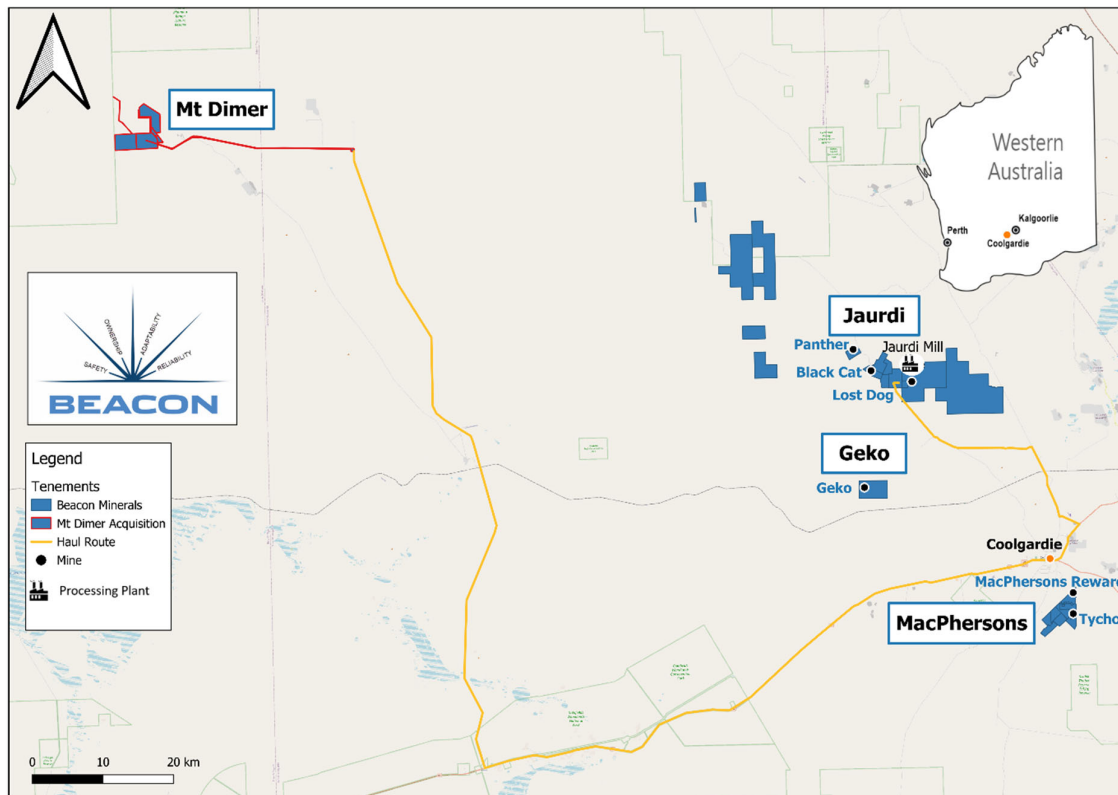 Mt Dimer
Western
Australia
Perth
Kalgoorlie
Coolgardie
OWNERSHIP
ADAPTABILITY
SAFETY
RELIABILITY
BEACON
Jaurdi
Panther
Jaurdi Mill
Black Cat
Lost Dog
Geko
Geko
Legend
Tenements
Beacon Minerals
Mt Dimer Acquisition
Haul Route
Mine
Processing Plant
Coolgardie
MacPhersons Reward
MacPhersons
Tycho
0 10 20 km